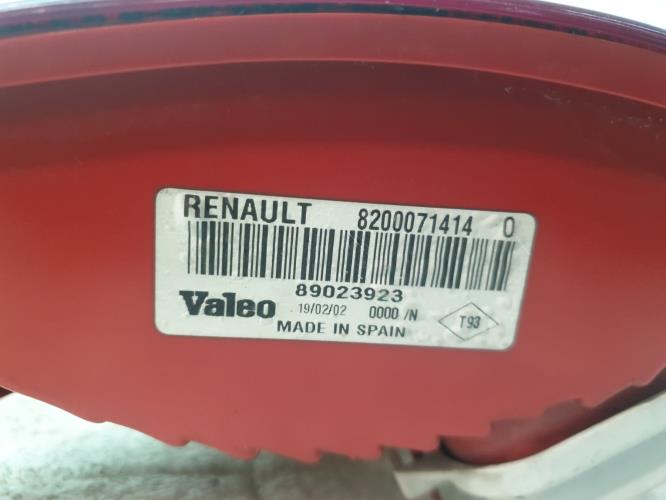 RENAULT 8200071414 0
89023923
Valeo 19/02/02 0000 /N T93
MADE IN SPAIN